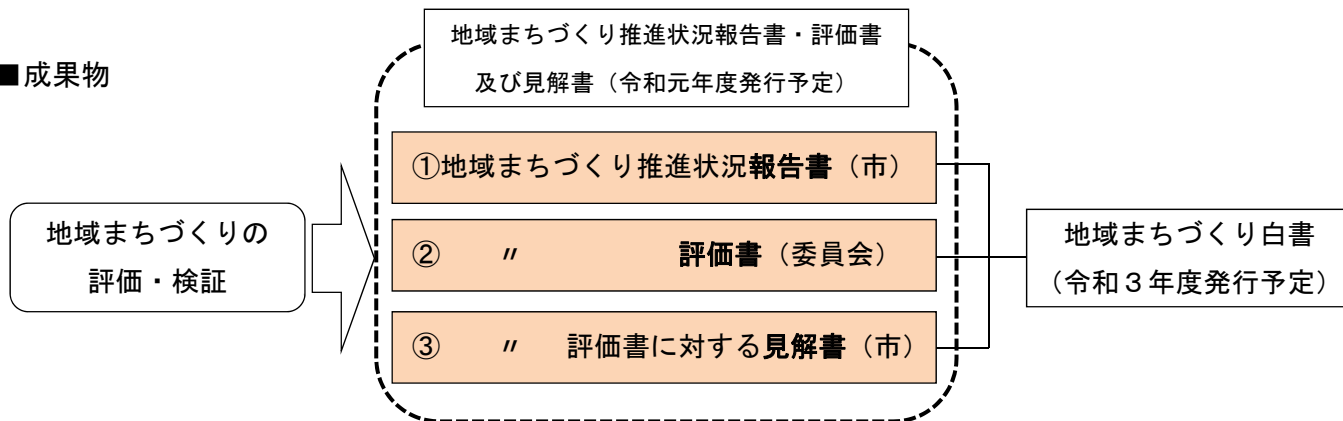 ■成果物
地域まちづくり推進状況報告書・評価書
及び見解書（令和元年度発行予定）
地域まちづくりの
評価・検証
①地域まちづくり推進状況報告書（市）
② 〃 評価書（委員会）
③ 〃 評価書に対する見解書（市）
地域まちづくり白書
（令和３年度発行予定）